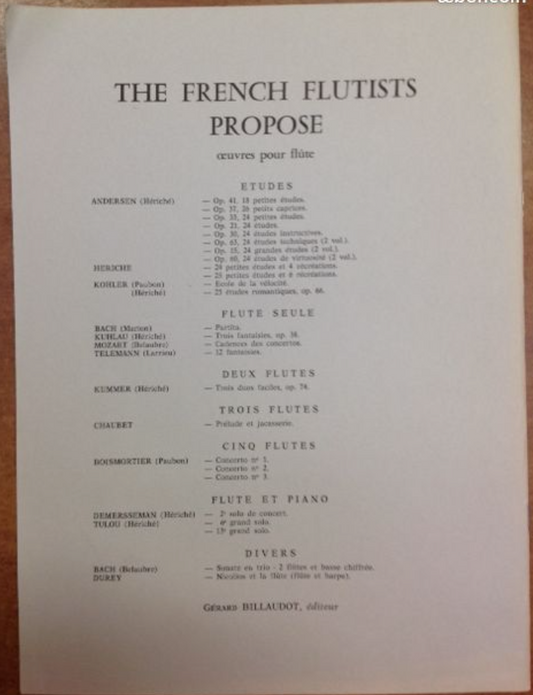 THE FRENCH FLUTISTS
PROPOSE
œuvres pour flûte
ETUDES
ANDERSEN (Hériché) — Op. 41, 18 petites études.
— Op. 37, 26 petits caprices.
— Op. 33, 24 petites études.
— Op. 21, 24 études.
— Op. 30, 24 études instructives.
— Op. 63, 24 études techniques (2 vol.).
— Op. 15, 24 grandes études (2 vol.).
— Op. 60, 24 études de virtuosité (2 vol.).
HERICHE — 24 petites études et 4 récréations.
— 25 petites études et 6 récréations.
KOHLER (Paubon) — Ecole de la vélocité.
(Hériché) — 25 études romantiques, op. 66.
FLUTE SEULE
BACH (Marion) — Partita.
KUHLAU (Hériché) — Trois fantaisies, op. 38.
MOZART (Belaubre) — Cadences des concertos.
TELEMANN (Larrieu) — 12 fantaisies.
DEUX FLUTES
KUMMER (Hériché) — Trois duos faciles, op. 74.
TROIS FLUTES
CHAUBET — Prélude et jacasserie.
CINQ FLUTES
BOISMORTIER (Paubon) — Concerto nº 1.
— Concerto nº 2.
— Concerto nº 3.
FLUTE ET PIANO
DEMERSSEMAN (Hériché) — 2e solo de concert.
TULOU (Hériché) — 6e grand solo.
— 13e grand solo.
DIVERS
BACH (Belaubre) — Sonate en trio - 2 flûtes et basse chiffrée.
DUREY — Nicolios et la flûte (flûte et harpe).
GÉRARD BILLAUDOT, éditeur